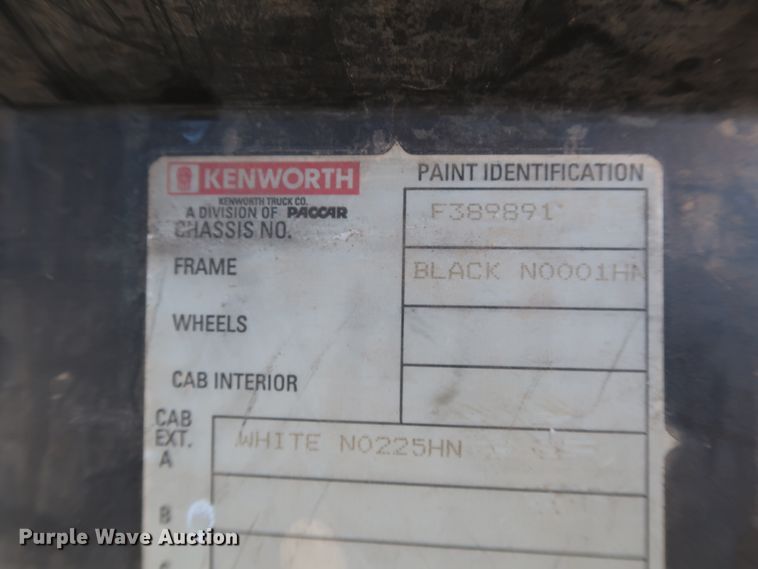 KENWORTH
KENWORTH TRUCK CO.
A DIVISION OF PACCAR
PAINT IDENTIFICATION
CHASSIS NO. F389891
FRAME BLACK N0001HN
WHEELS
CAB INTERIOR
CAB
EXT.
A WHITE N0225HN
B
Purple Wave Auction